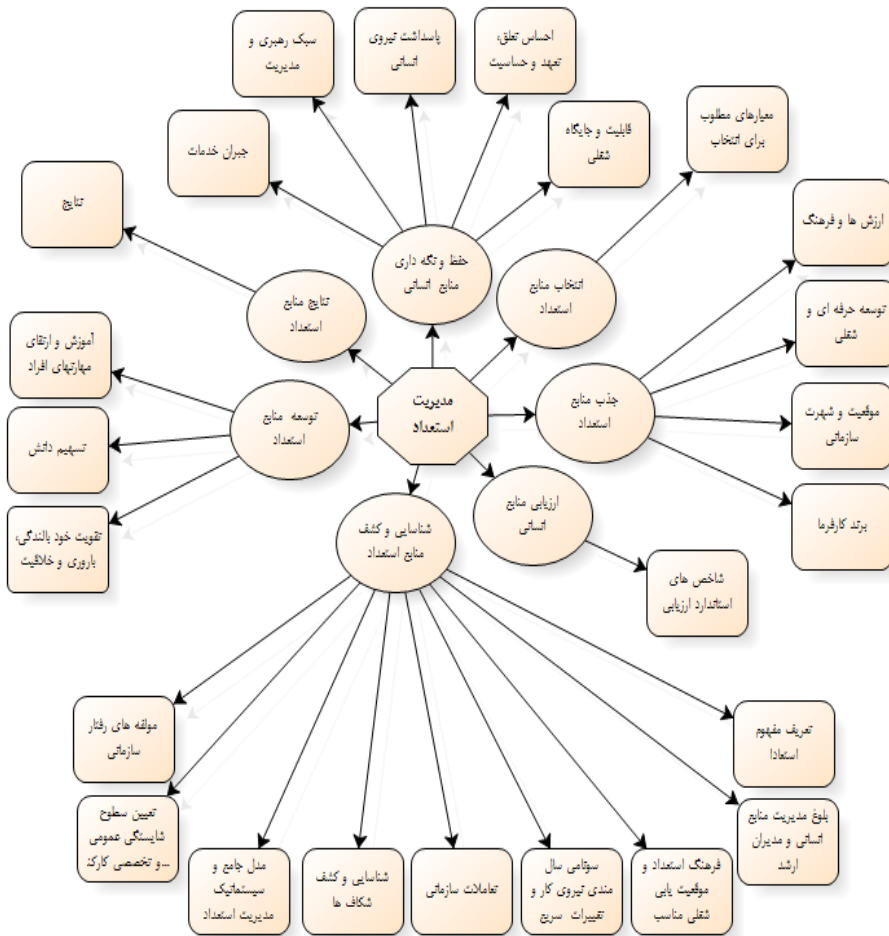 سبک رهبری و
مدیریت
پاسداشت نیروی
انسانی
احساس تعلق،
تعهد و حساسیت
جبران خدمات
قابلیت و جایگاه
شغلی
معیارهای مطلوب
برای انتخاب
نتایج
ارزش ها و فرهنگ
حفظ و نگه داری
منابع انسانی
انتخاب منابع
استعداد
نتایج منابع
استعداد
توسعه حرفه ای و
شغلی
آموزش و ارتقای
مهارتهای افراد
توسعه منابع
استعداد
مدیریت
استعداد
جذب منابع
استعداد
موقعیت و شهرت
سازمانی
تسهیم دانش
برند کارفرما
تقویت خود بالندگی،
باروری و خلاقیت
شناسایی و کشف
منابع استعداد
ارزیابی منابع
انسانی
شاخص های
استاندارد ارزیابی
مولفه های رفتار
سازمانی
تعریف مفهوم
استعادا
تعیین سطوح
شایستگی عمومی
و تخصصی کارکن...
مدل جامع و
سیستماتیک
مدیریت استعداد
شناسایی و کشف
شکاف ها
تعاملات سازمانی
سونامی سال
مندی نیروی کار و
تغییرات سریع
فرهنگ استعداد و
موقعیت یابی
شغلی مناسب
بلوغ مدیریت منابع
انسانی و مدیران
ارشد